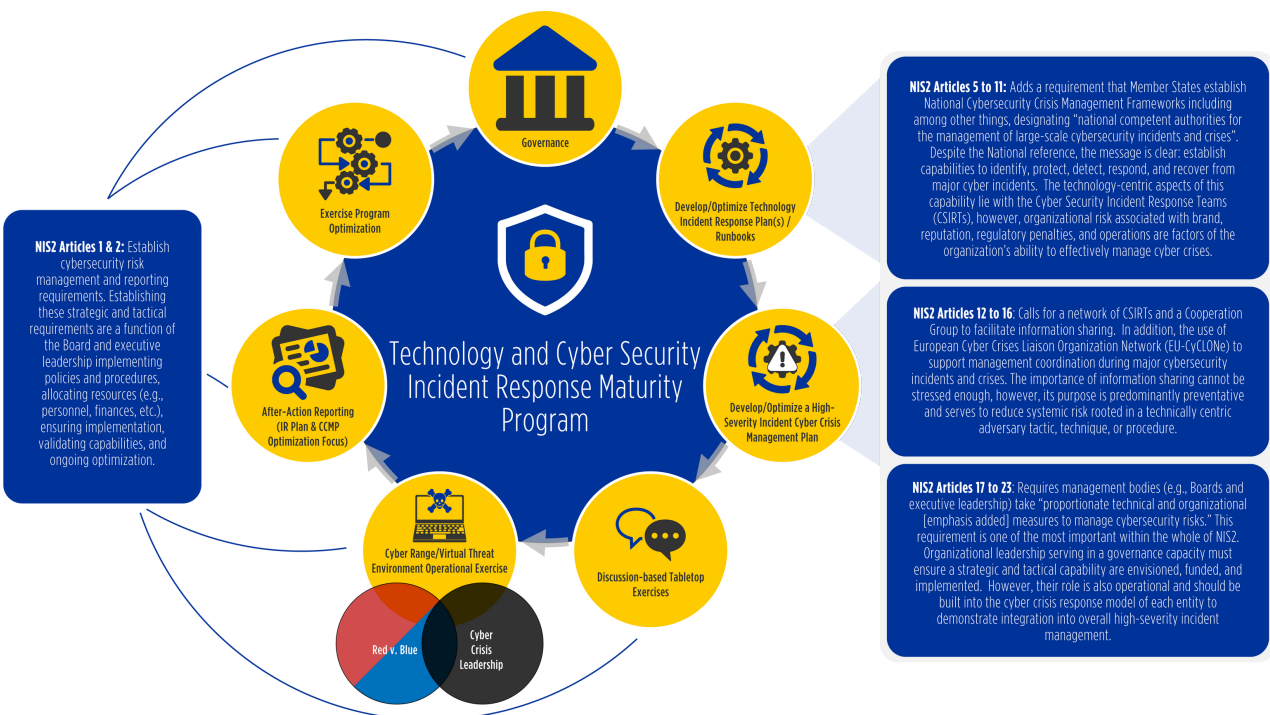 Governance
Develop/Optimize Technology
Incident Response Plan(s) /
Runbooks
Develop/Optimize a High-
Severity Incident Cyber Crisis
Management Plan
Discussion-based Tabletop
Exercises
Cyber Range/Virtual Threat
Environment Operational Exercise
Red v. Blue
Cyber
Crisis
Leadership
After-Action Reporting
(IR Plan & CCMP
Optimization Focus)
Exercise Program
Optimization
Technology and Cyber Security
Incident Response Maturity
Program
NIS2 Articles 1 & 2: Establish
cybersecurity risk
management and reporting
requirements. Establishing
these strategic and tactical
requirements are a function of
the Board and executive
leadership implementing
policies and procedures,
allocating resources (e.g.,
personnel, finances, etc.),
ensuring implementation,
validating capabilities, and
ongoing optimization.
NIS2 Articles 5 to 11: Adds a requirement that Member States establish
National Cybersecurity Crisis Management Frameworks including
among other things, designating “national competent authorities for
the management of large-scale cybersecurity incidents and crises”.
Despite the National reference, the message is clear: establish
capabilities to identify, protect, detect, respond, and recover from
major cyber incidents. The technology-centric aspects of this
capability lie with the Cyber Security Incident Response Teams
(CSIRTs), however, organizational risk associated with brand,
reputation, regulatory penalties, and operations are factors of the
organization’s ability to effectively manage cyber crises.
NIS2 Articles 12 to 16: Calls for a network of CSIRTs and a Cooperation
Group to facilitate information sharing. In addition, the use of
European Cyber Crises Liaison Organization Network (EU-CyCLONe) to
support management coordination during major cybersecurity
incidents and crises. The importance of information sharing cannot be
stressed enough, however, its purpose is predominantly preventative
and serves to reduce systemic risk rooted in a technically centric
adversary tactic, technique, or procedure.
NIS2 Articles 17 to 23: Requires management bodies (e.g., Boards and
executive leadership) take “proportionate technical and organizational
[emphasis added] measures to manage cybersecurity risks.” This
requirement is one of the most important within the whole of NIS2.
Organizational leadership serving in a governance capacity must
ensure a strategic and tactical capability are envisioned, funded, and
implemented. However, their role is also operational and should be
built into the cyber crisis response model of each entity to
demonstrate integration into overall high-severity incident
management.